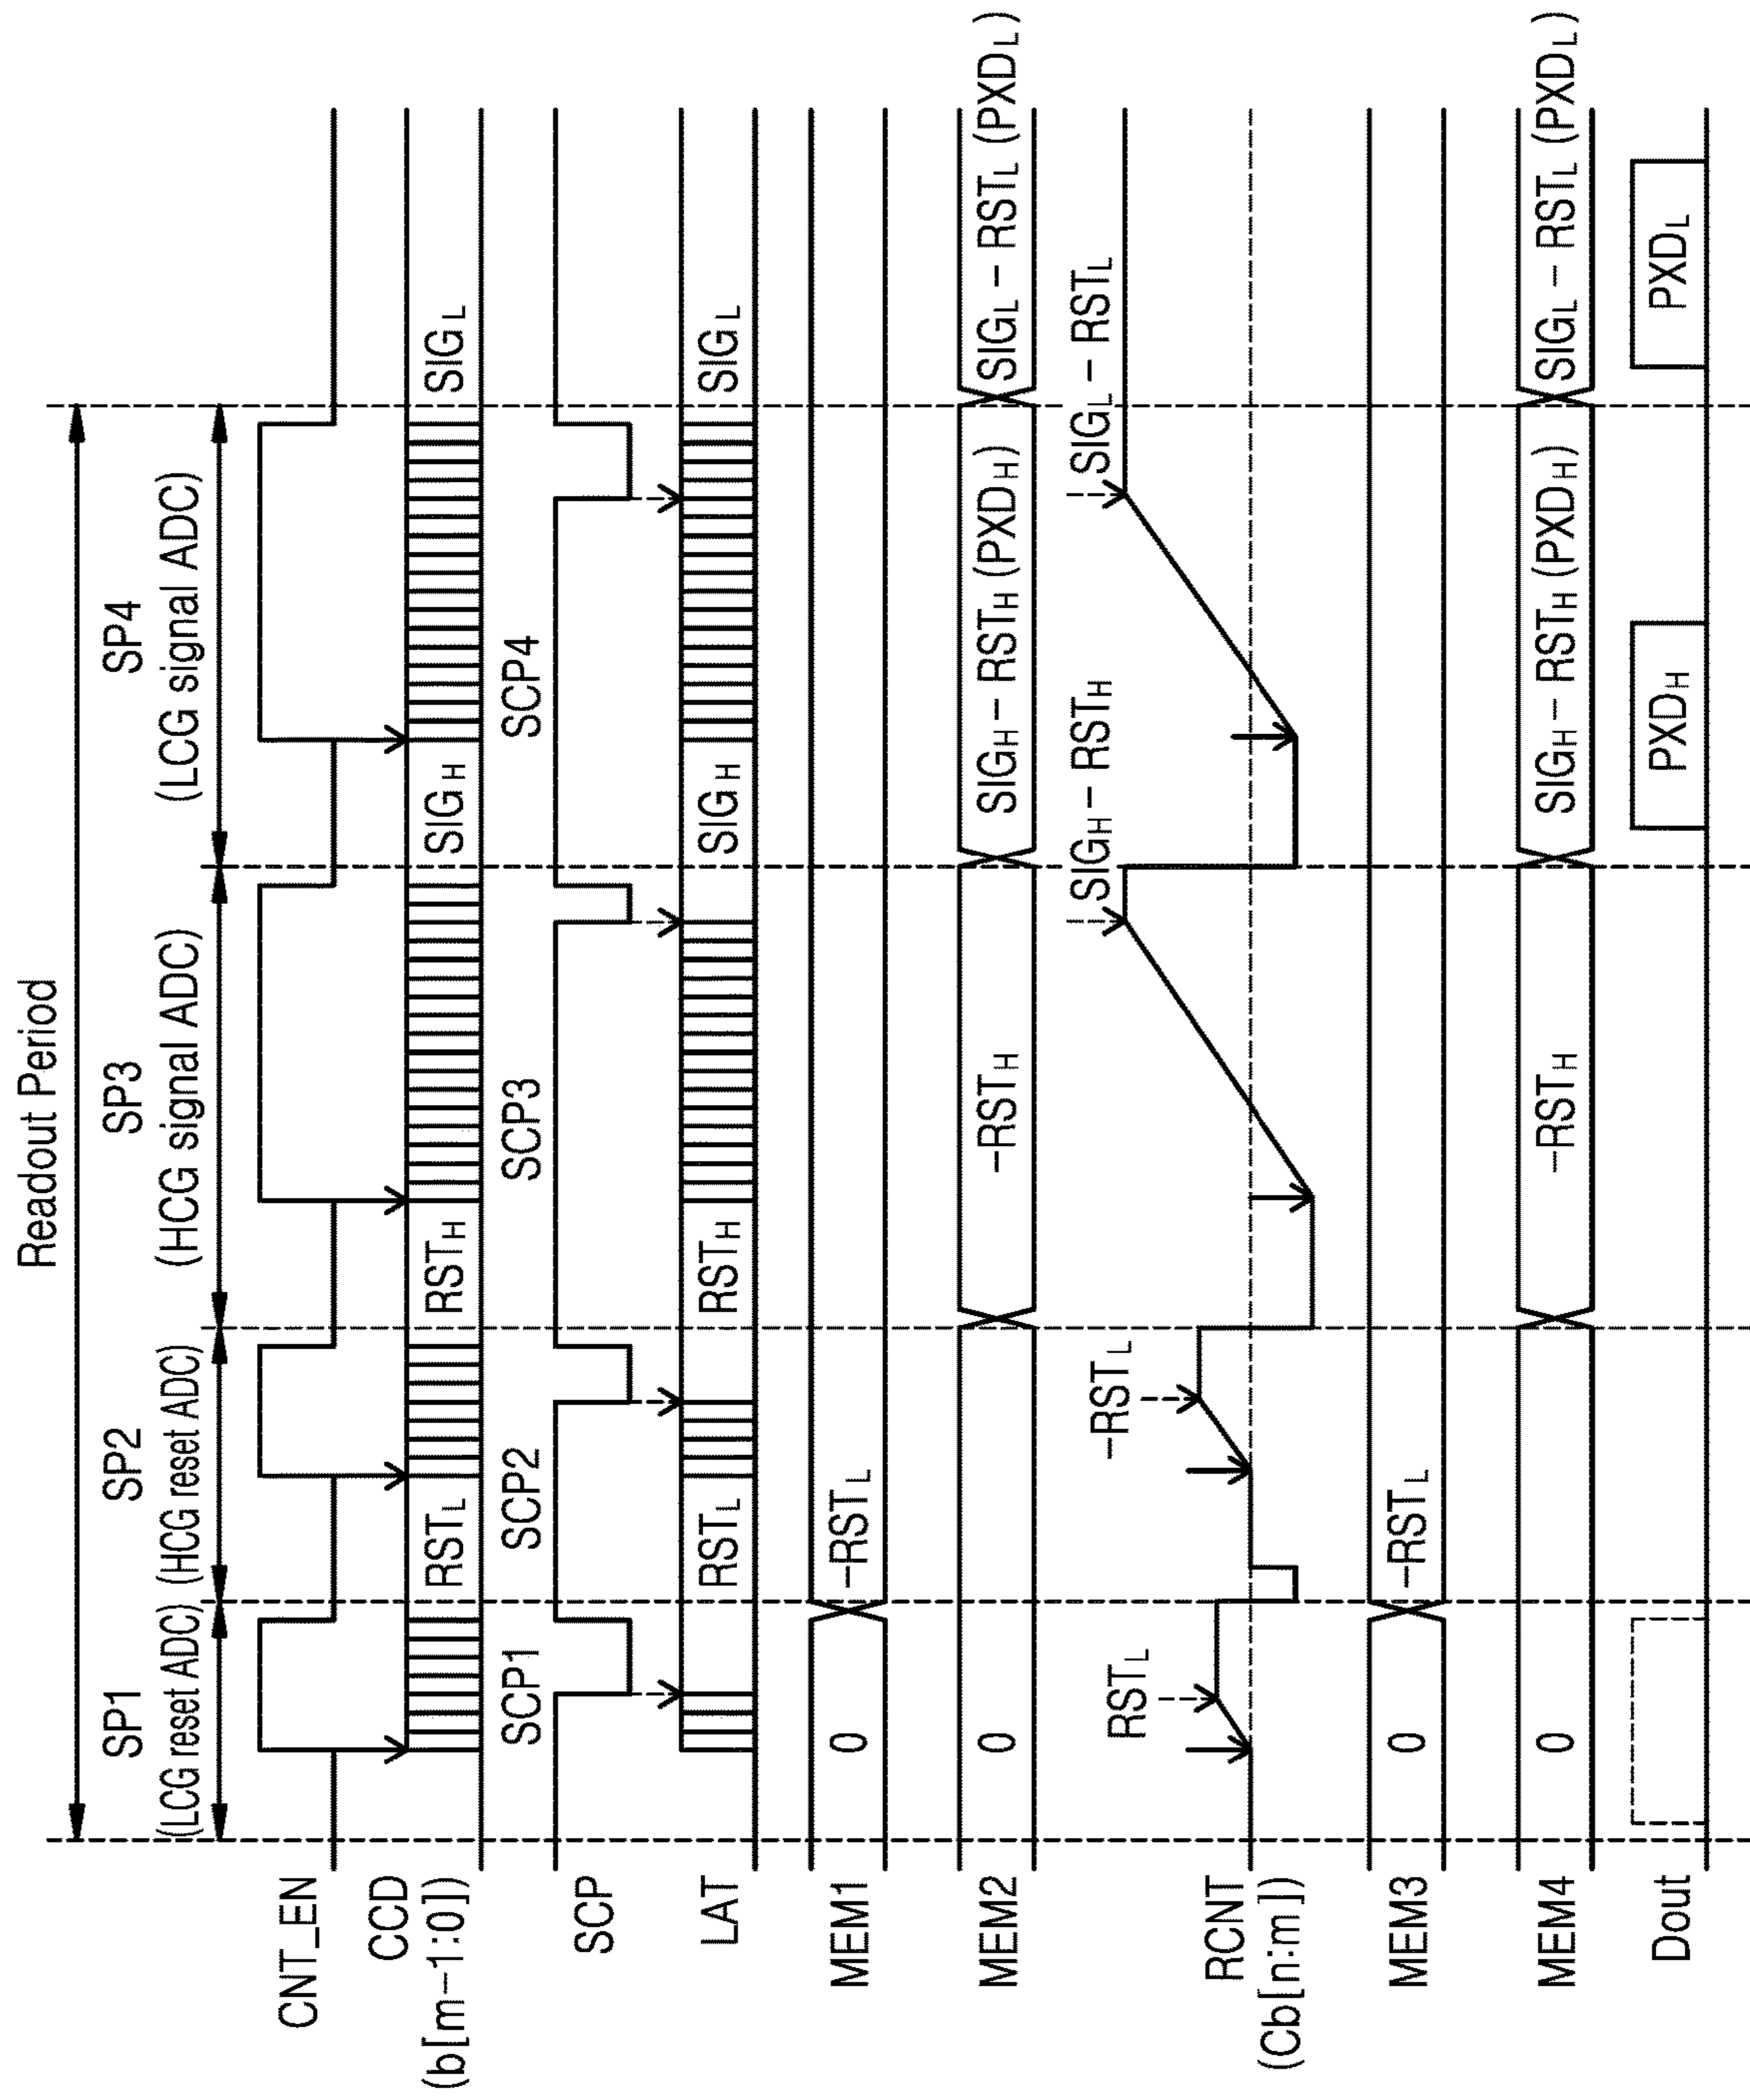 Readout Period
SP1
(LCG reset ADC)
SP2
(HCG reset ADC)
SP3
(HCG signal ADC)
SP4
(LCG signal ADC)
CNT_EN
CCD
(b[m-1:0])
RSTL
RSTH
SIGH
SIGL
SCP
SCP1
SCP2
SCP3
SCP4
LAT
RSTL
RSTH
SIGH
SIGL
MEM1
0
-RSTL
MEM2
0
-RSTH
SIGH - RSTH (PXDH)
SIGL - RSTL (PXDL)
RCNT
(Cb[n:m])
RSTL
-RSTL
SIGH - RSTH
SIGL - RSTL
MEM3
0
-RSTL
MEM4
0
-RSTH
SIGH - RSTH (PXDH)
SIGL - RSTL (PXDL)
Dout
PXDH
PXDL